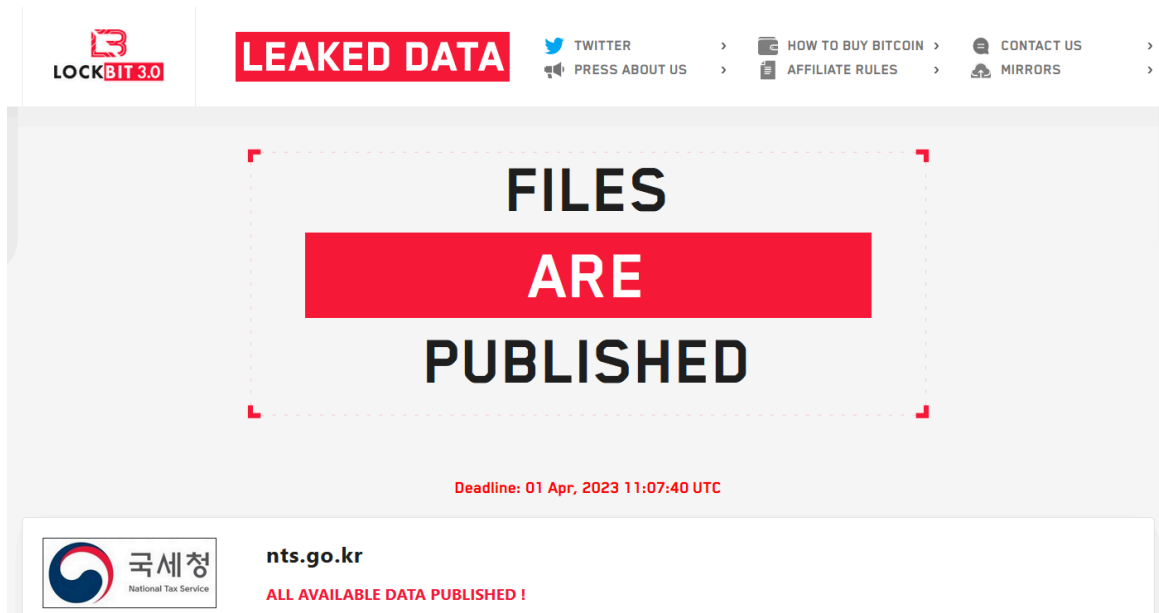 LOCKBIT 3.0
LEAKED DATA
TWITTER
PRESS ABOUT US
HOW TO BUY BITCOIN
AFFILIATE RULES
CONTACT US
MIRRORS
FILES
ARE
PUBLISHED
Deadline: 01 Apr, 2023 11:07:40 UTC
국세청
National Tax Service
nts.go.kr
ALL AVAILABLE DATA PUBLISHED !